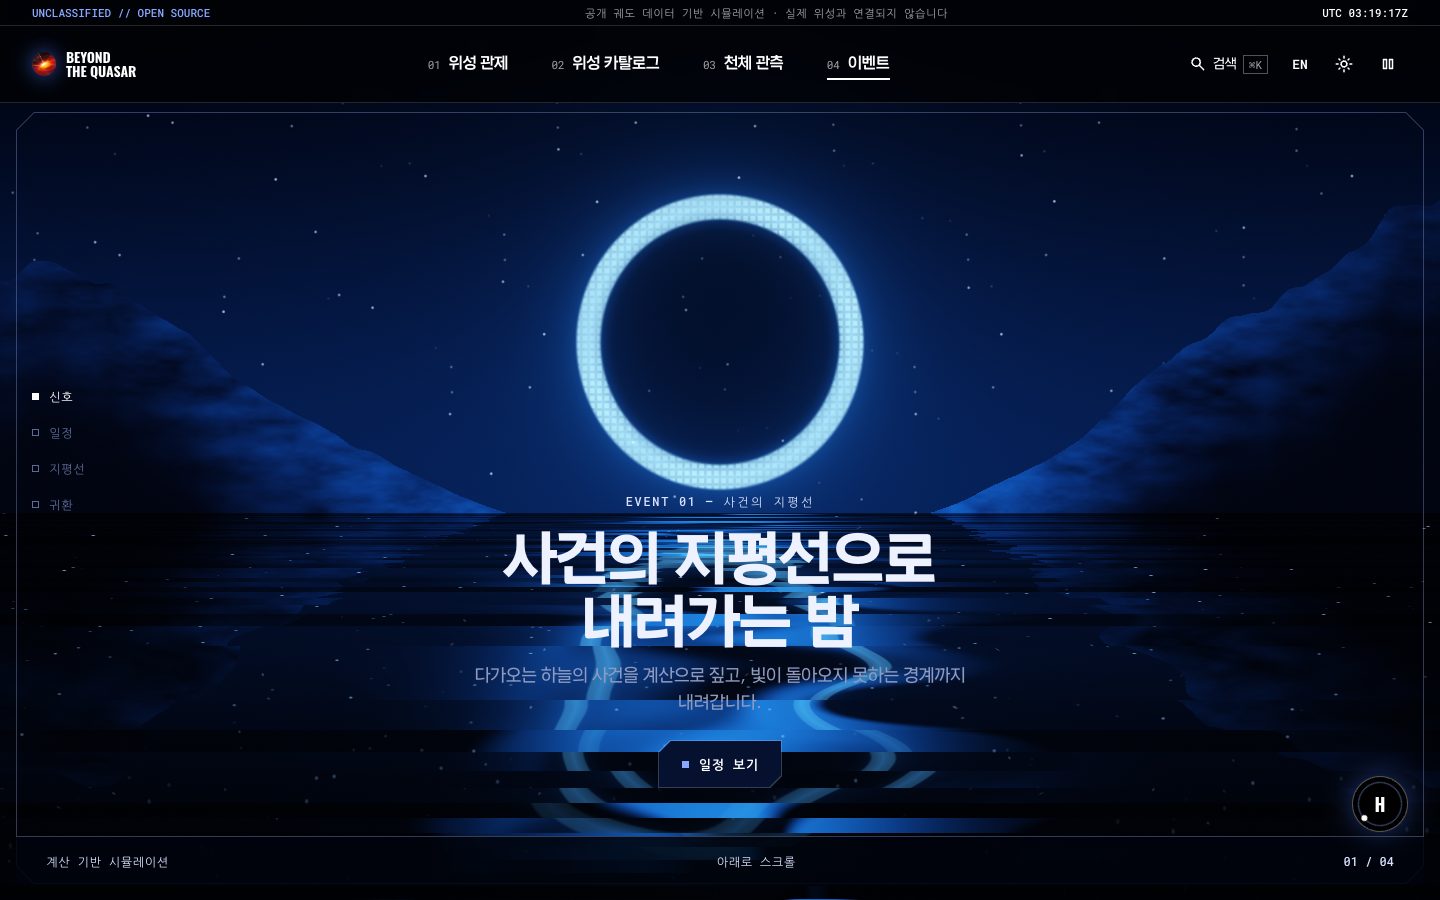 UNCLASSIFIED // OPEN SOURCE
공개 궤도 데이터 기반 시뮬레이션 · 실제 위성과 연결되지 않습니다
UTC 03:19:17Z
BEYOND
THE QUASAR
01 위성 관제
02 위성 카탈로그
03 천체 관측
04 이벤트
검색 ⌘K
EN
신호
일정
지평선
귀환
EVENT 01 — 사건의 지평선
사건의 지평선으로
내려가는 밤
다가오는 하늘의 사건을 계산으로 짚고, 빛이 돌아오지 못하는 경계까지
내려갑니다.
일정 보기
H
계산 기반 시뮬레이션
아래로 스크롤
01 / 04